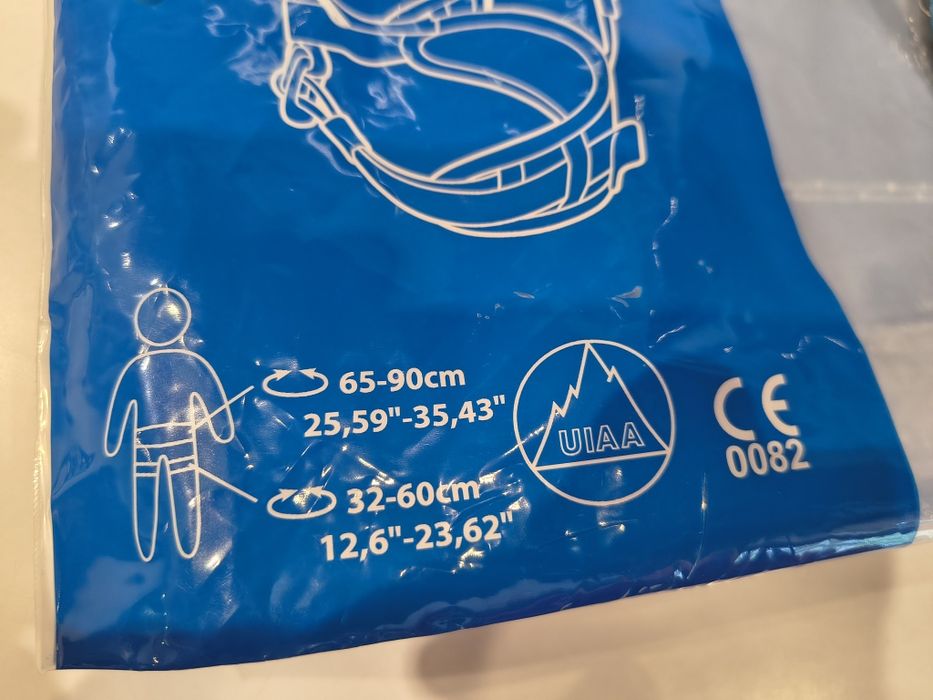 65-90cm
25,59"-35,43"
32-60cm
12,6"-23,62"
UIAA
CE
0082